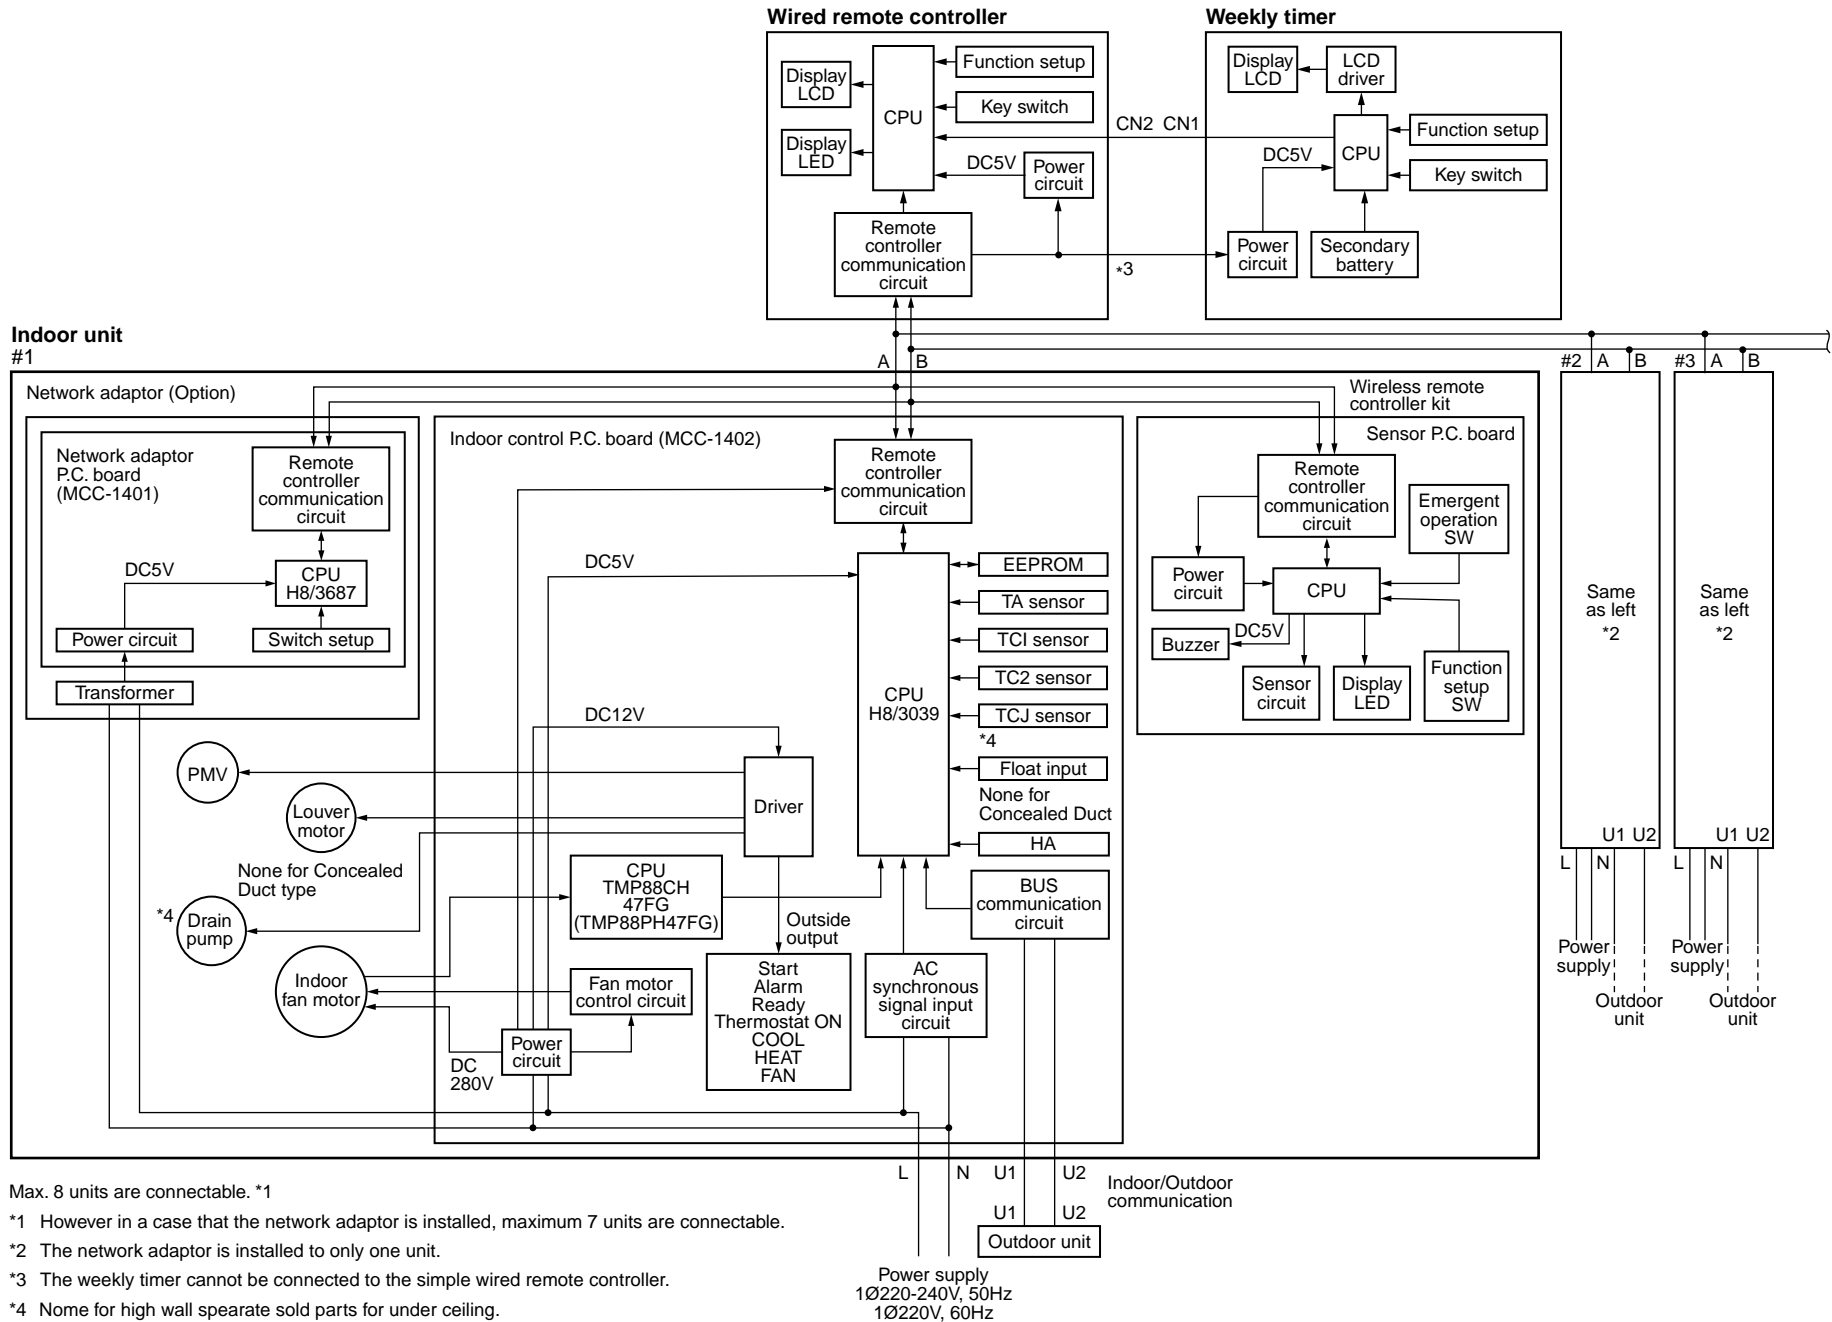 Wired remote controller
Weekly timer
Display
LCD
Display
LED
CPU
Function setup
Key switch
DC5V
Power
circuit
Remote
controller
communication
circuit
CN2 CN1
*3
Display
LCD
LCD
driver
CPU
Function setup
Key switch
DC5V
Power
circuit
Secondary
battery
Indoor unit
#1
A
B
#2 A B
#3 A B
Network adaptor (Option)
Network adaptor
P.C. board
(MCC-1401)
Remote
controller
communication
circuit
DC5V
CPU
H8/3687
Power circuit
Switch setup
Transformer
Indoor control P.C. board (MCC-1402)
Remote
controller
communication
circuit
DC5V
DC12V
CPU
H8/3039
EEPROM
TA sensor
TCI sensor
TC2 sensor
TCJ sensor
*4
Float input
None for
Concealed Duct
HA
BUS
communication
circuit
Wireless remote
controller kit
Sensor P.C. board
Remote
controller
communication
circuit
Emergent
operation
SW
Power
circuit
CPU
Buzzer
DC5V
Sensor
circuit
Display
LED
Function
setup
SW
Same
as left
*2
Same
as left
*2
PMV
Louver
motor
None for Concealed
Duct type
*4
Drain
pump
Indoor
fan motor
Driver
CPU
TMP88CH
47FG
(TMP88PH47FG)
Outside
output
Fan motor
control circuit
Start
Alarm
Ready
Thermostat ON
COOL
HEAT
FAN
AC
synchronous
signal input
circuit
Power
circuit
DC
280V
U1 U2
L N
Power
supply
Outdoor
unit
U1 U2
L N
Power
supply
Outdoor
unit
L N U1 U2
Indoor/Outdoor
communication
U1 U2
Outdoor unit
Power supply
1Ø220-240V, 50Hz
1Ø220V, 60Hz
Max. 8 units are connectable. *1
*1 However in a case that the network adaptor is installed, maximum 7 units are connectable.
*2 The network adaptor is installed to only one unit.
*3 The weekly timer cannot be connected to the simple wired remote controller.
*4 Nome for high wall spearate sold parts for under ceiling.